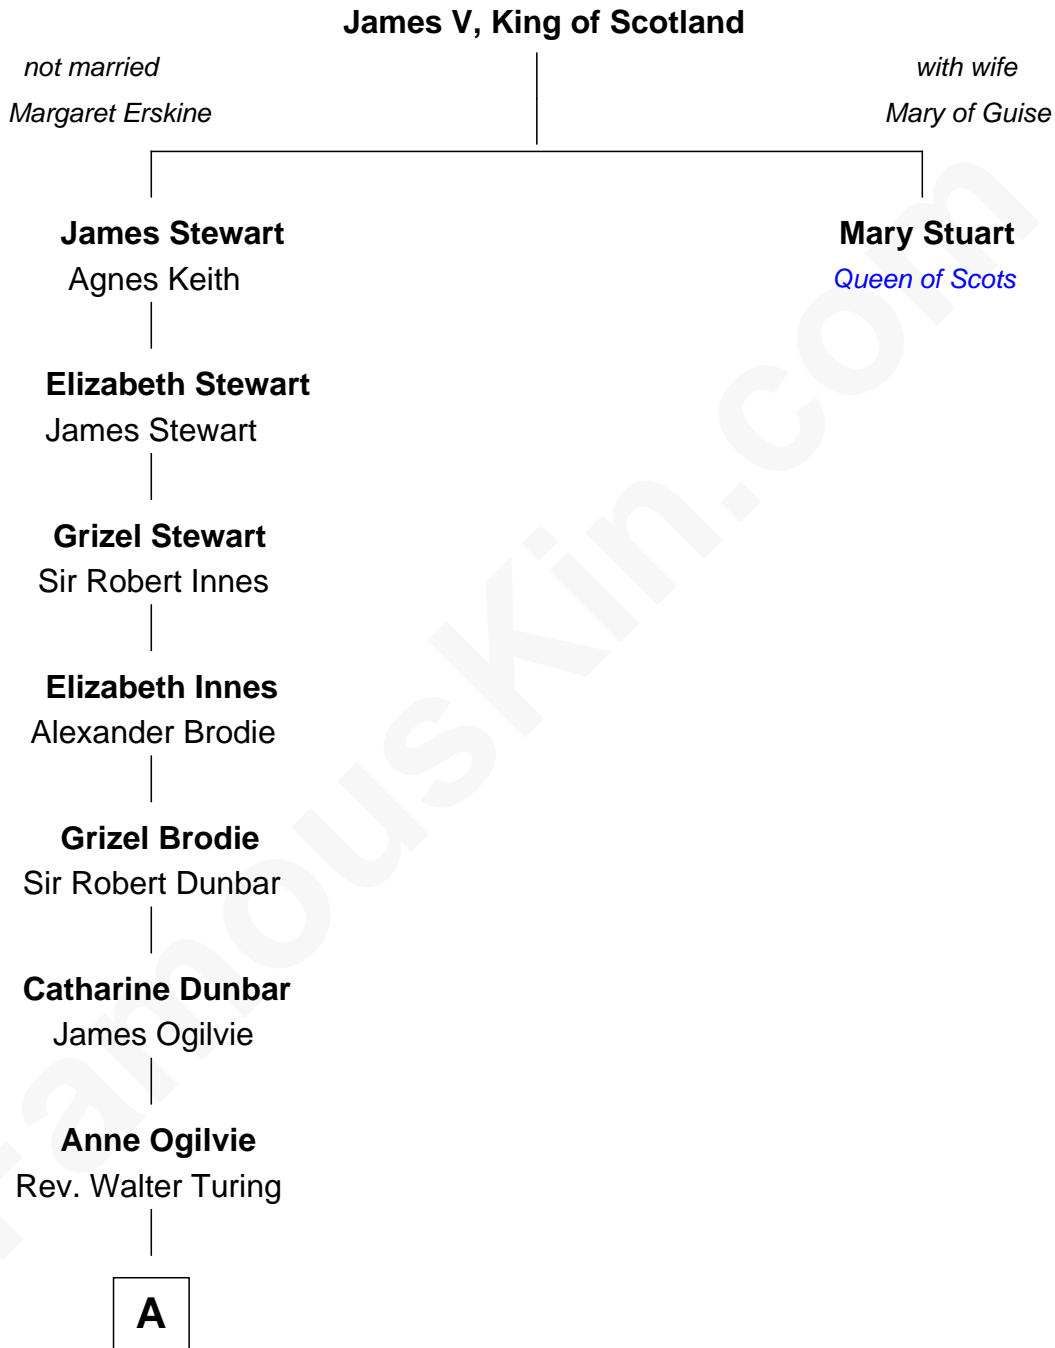 James V, King of Scotland
not married
with wife
Margaret Erskine
Mary of Guise
James Stewart
Mary Stuart
Agnes Keith
Queen of Scots
Elizabeth Stewart
James Stewart
Grizel Stewart
Sir Robert Innes
Elizabeth Innes
Alexander Brodie
Grizel Brodie
Sir Robert Dunbar
Catharine Dunbar
James Ogilvie
Anne Ogilvie
Rev. Walter Turing
A
FamousKin.com